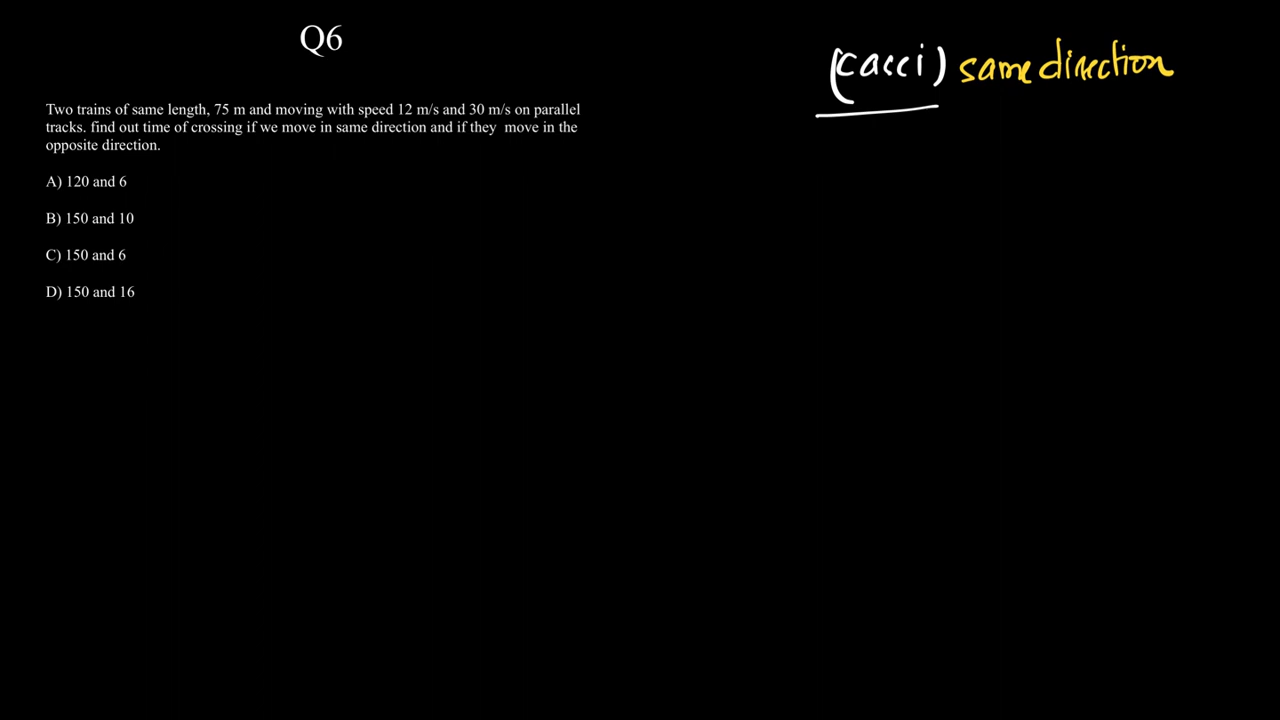 Q6
(cacci) same direction
Two trains of same length, 75 m and moving with speed 12 m/s and 30 m/s on parallel
tracks. find out time of crossing if we move in same direction and if they move in the
opposite direction.
A) 120 and 6
B) 150 and 10
C) 150 and 6
D) 150 and 16